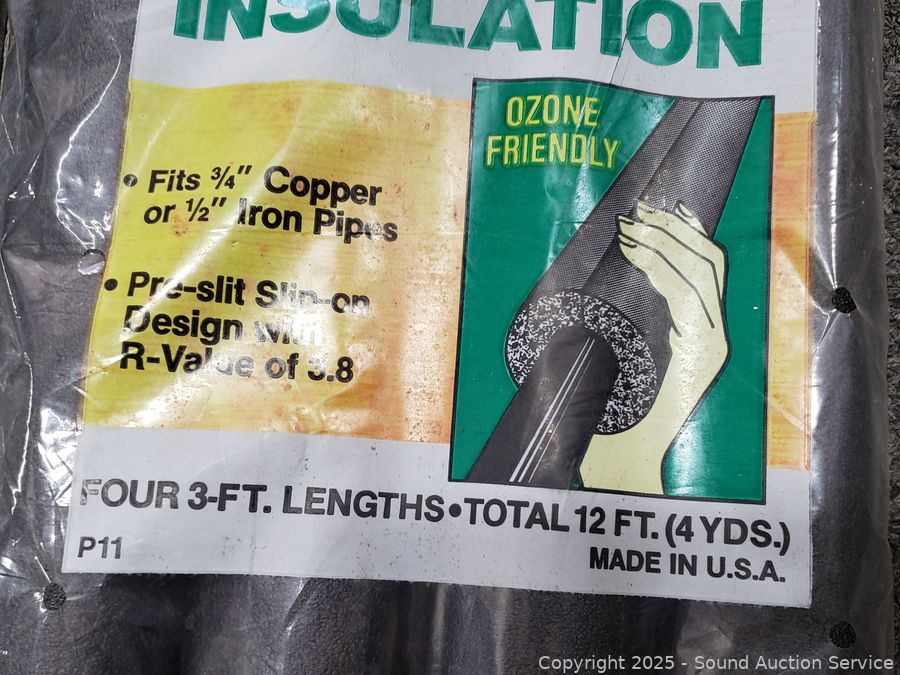 INSULATION
OZONE
FRIENDLY
• Fits ¾" Copper
or ½" Iron Pipes
• Pre-slit Slip-on
Design with
R-Value of 3.8
FOUR 3-FT. LENGTHS • TOTAL 12 FT. (4 YDS.)
P11
MADE IN U.S.A.
Copyright 2025 - Sound Auction Service